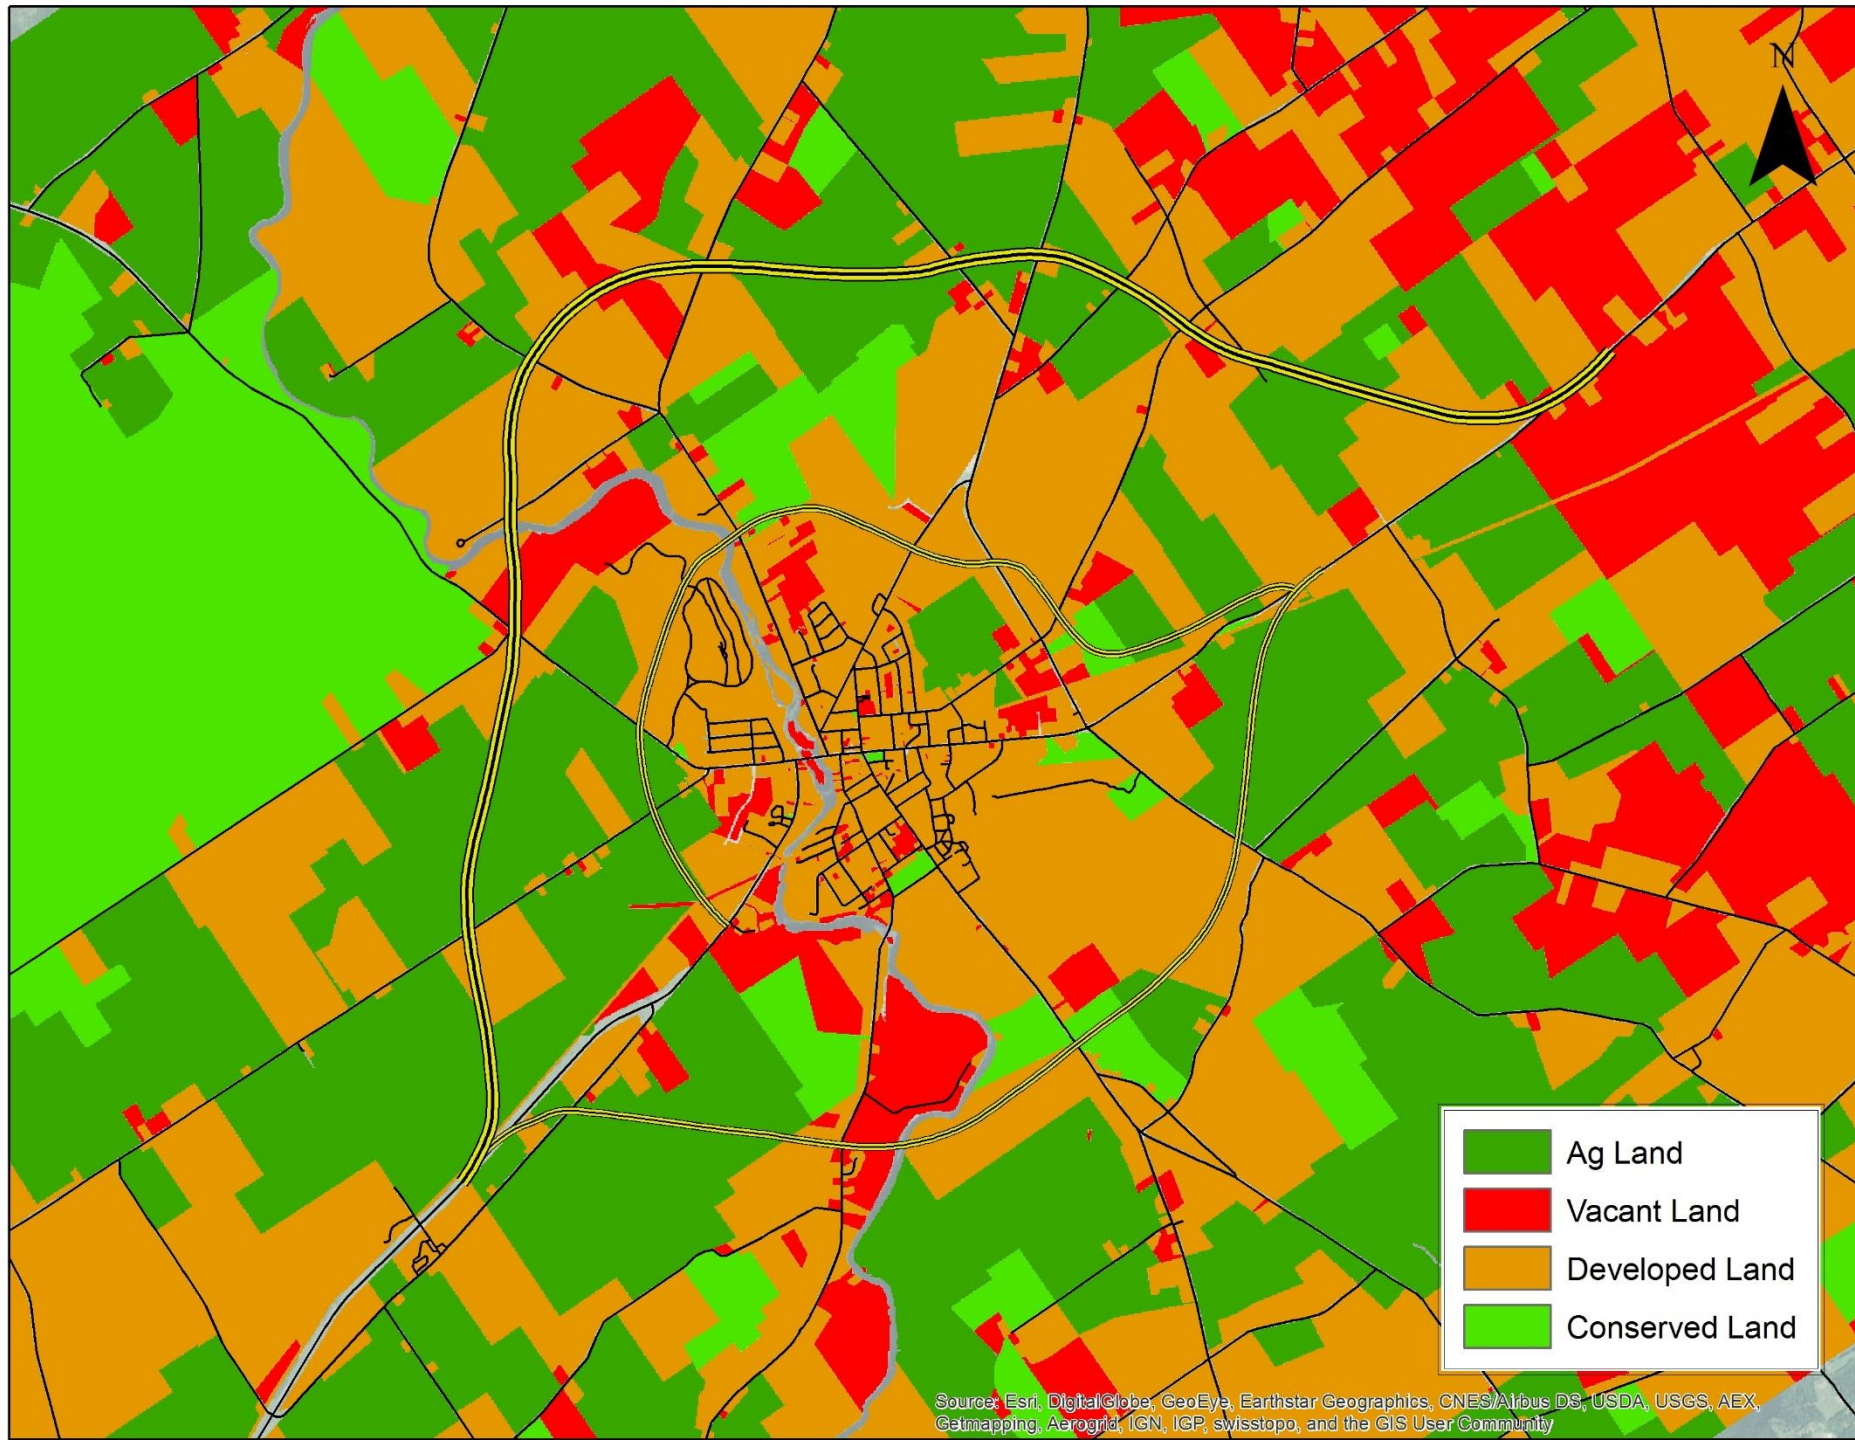 N
Ag Land
Vacant Land
Developed Land
Conserved Land
Source: Esri, DigitalGlobe, GeoEye, Earthstar Geographics, CNES/Airbus DS, USDA, USGS, AEX,
Getmapping, Aerogrid, IGN, IGP, swisstopo, and the GIS User Community